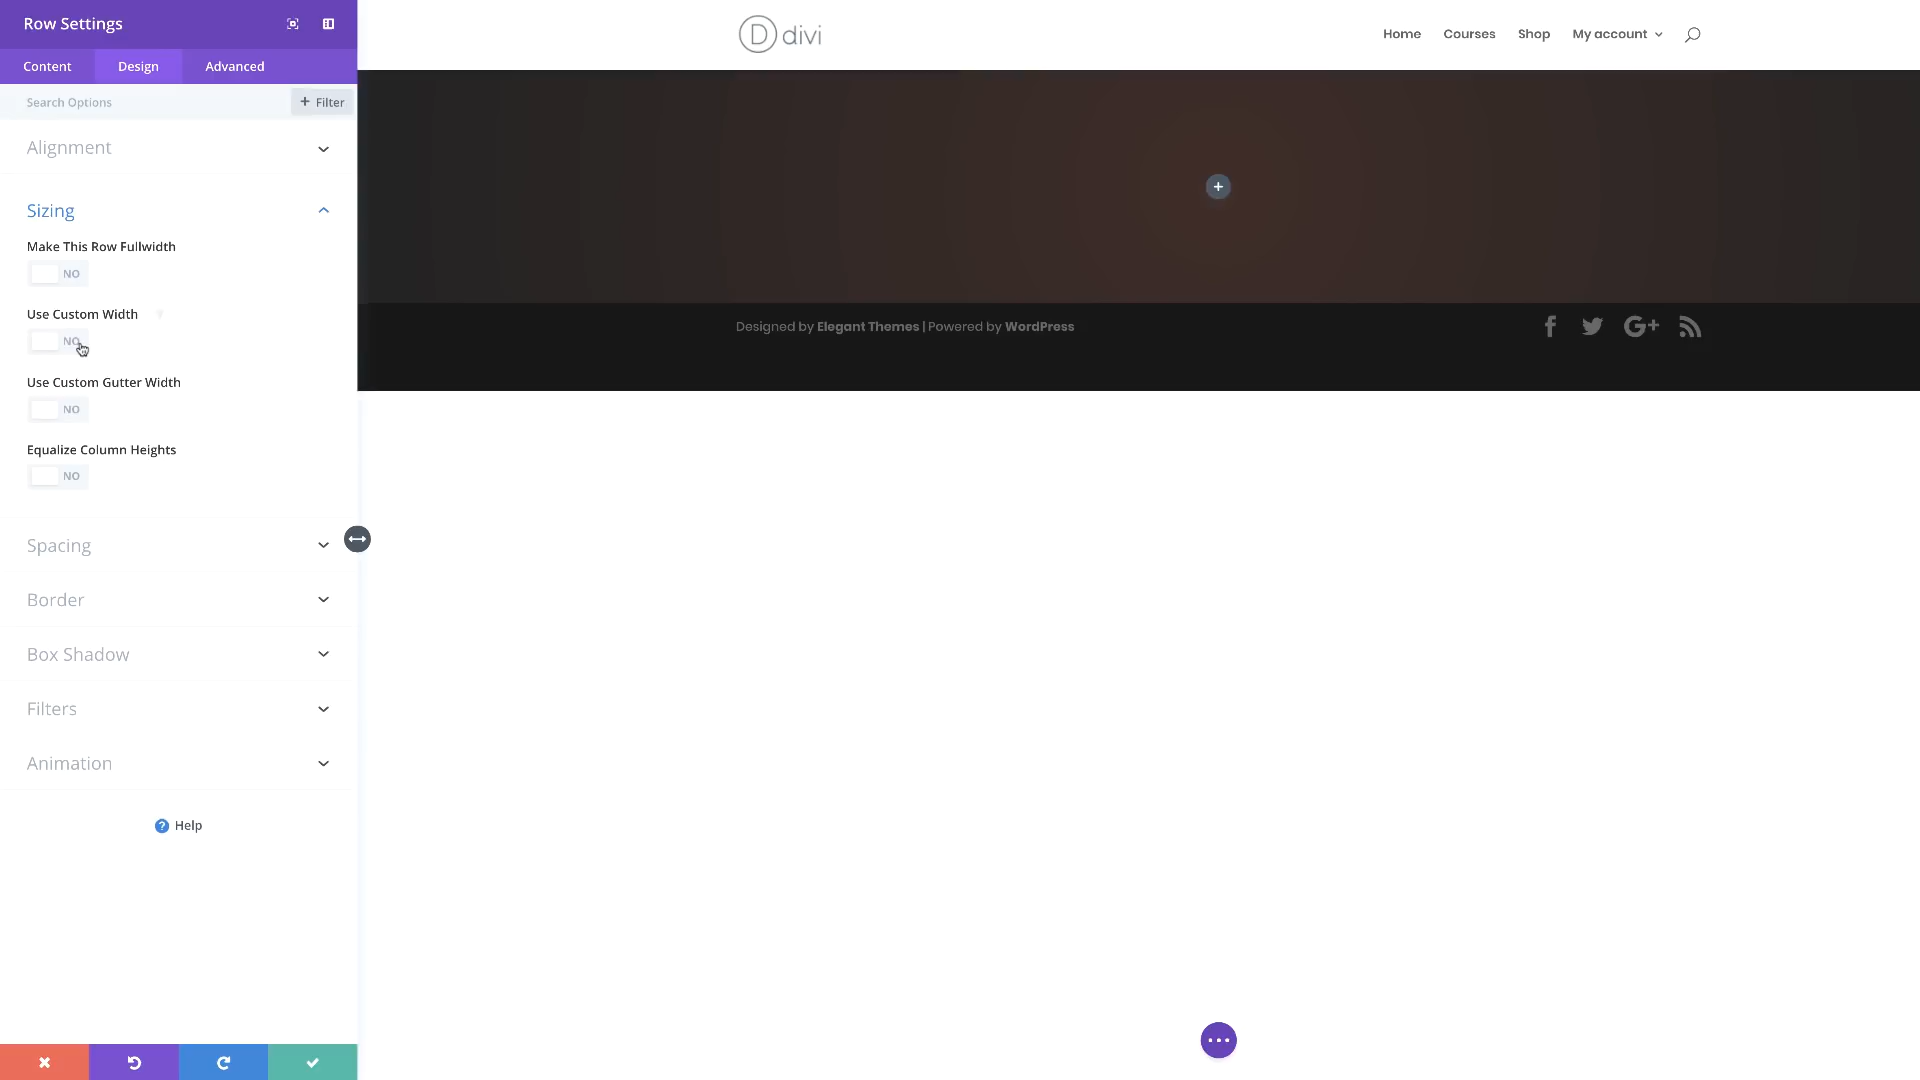 Row Settings
Content Design Advanced
Search Options
+ Filter
Alignment
Sizing
Make This Row Fullwidth
NO
Use Custom Width
NO
Use Custom Gutter Width
NO
Equalize Column Heights
NO
Spacing
Border
Box Shadow
Filters
Animation
? Help
D divi
Home Courses Shop My account
Designed by Elegant Themes | Powered by WordPress